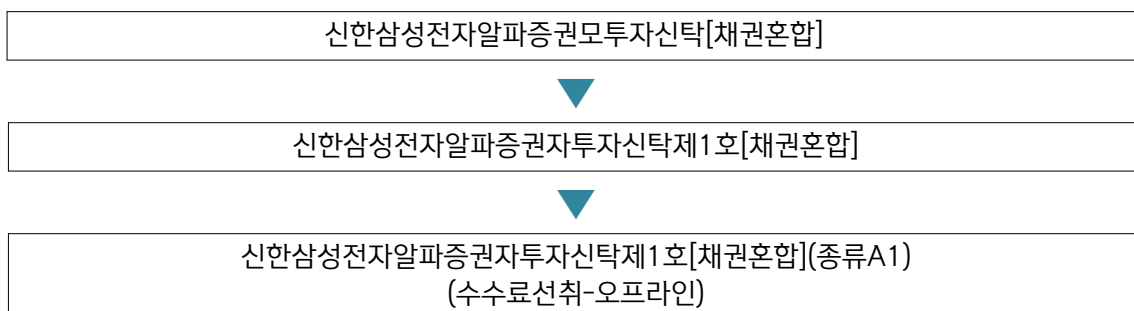 신한삼성전자알파증권모투자신탁[채권혼합]
신한삼성전자알파증권자투자신탁제1호[채권혼합]
신한삼성전자알파증권자투자신탁제1호[채권혼합](종류A1)
(수수료선취-오프라인)